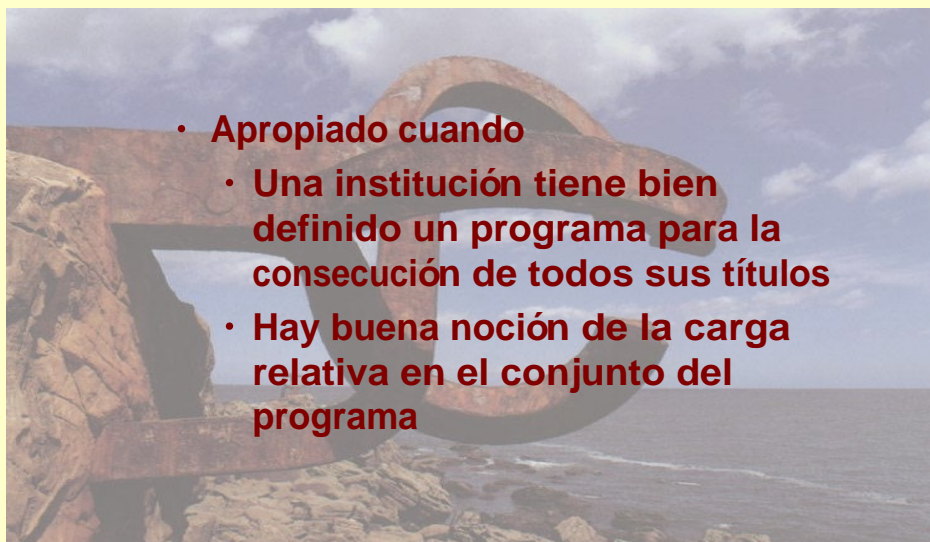 • Apropiado cuando
• Una institución tiene bien
definido un programa para la
consecución de todos sus títulos
• Hay buena noción de la carga
relativa en el conjunto del
programa